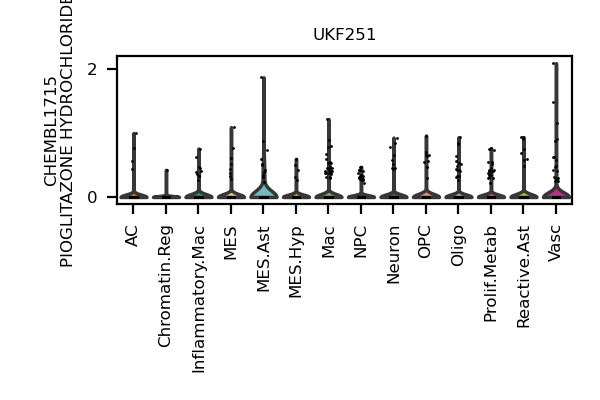 UKF251
CHEMBL1715
PIOGLITAZONE HYDROCHLORIDE
2
0
AC
Chromatin.Reg
Inflammatory.Mac
MES
MES.Ast
MES.Hyp
Mac
NPC
Neuron
OPC
Oligo
Prolif.Metab
Reactive.Ast
Vasc